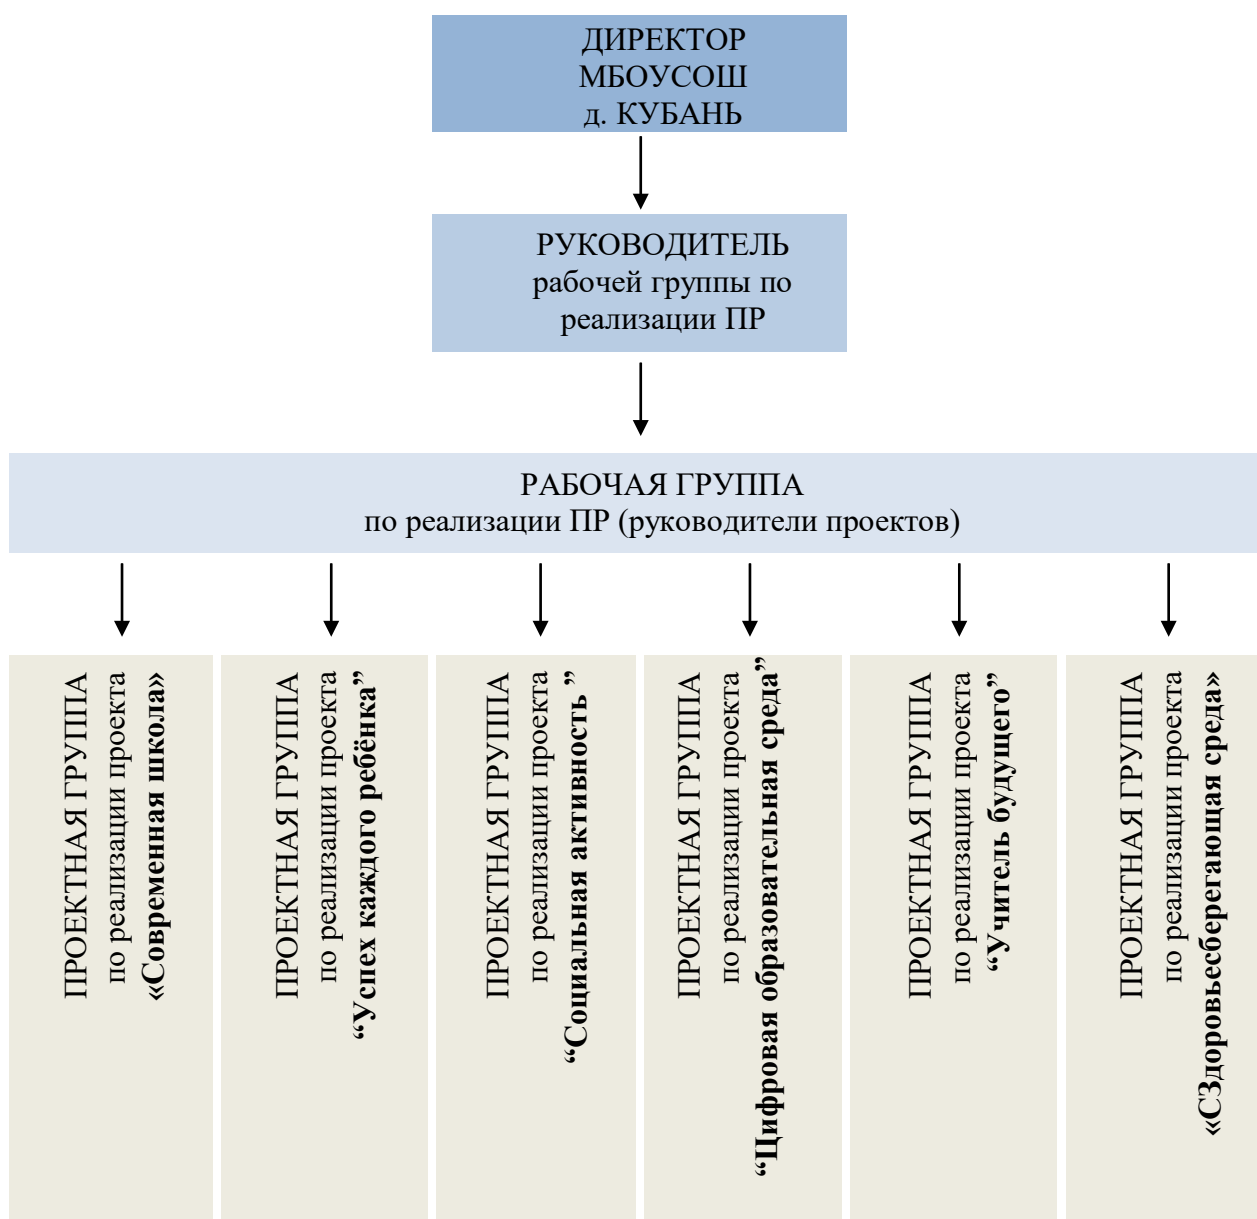 ДИРЕКТОР
МБОУСОШ
д. КУБАНЬ
РУКОВОДИТЕЛЬ
рабочей группы по
реализации ПР
РАБОЧАЯ ГРУППА
по реализации ПР (руководители проектов)
ПРОЕКТНАЯ ГРУППА
по реализации проекта
«Современная школа»
ПРОЕКТНАЯ ГРУППА
по реализации проекта
“Успех каждого ребёнка”
ПРОЕКТНАЯ ГРУППА
по реализации проекта
“Социальная активность ”
ПРОЕКТНАЯ ГРУППА
по реализации проекта
“Цифровая образовательная среда”
ПРОЕКТНАЯ ГРУППА
по реализации проекта
“Учитель будущего”
ПРОЕКТНАЯ ГРУППА
по реализации проекта
«СЗдоровьесберегающая среда»